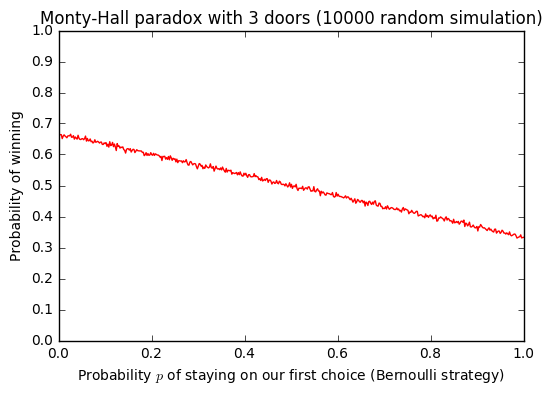 Monty-Hall paradox with 3 doors (10000 random simulation)
1.0
0.9
0.8
0.7
0.6
0.5
0.4
0.3
0.2
0.1
0.0
Probability of winning
0.0 0.2 0.4 0.6 0.8 1.0
Probability p of staying on our first choice (Bernoulli strategy)